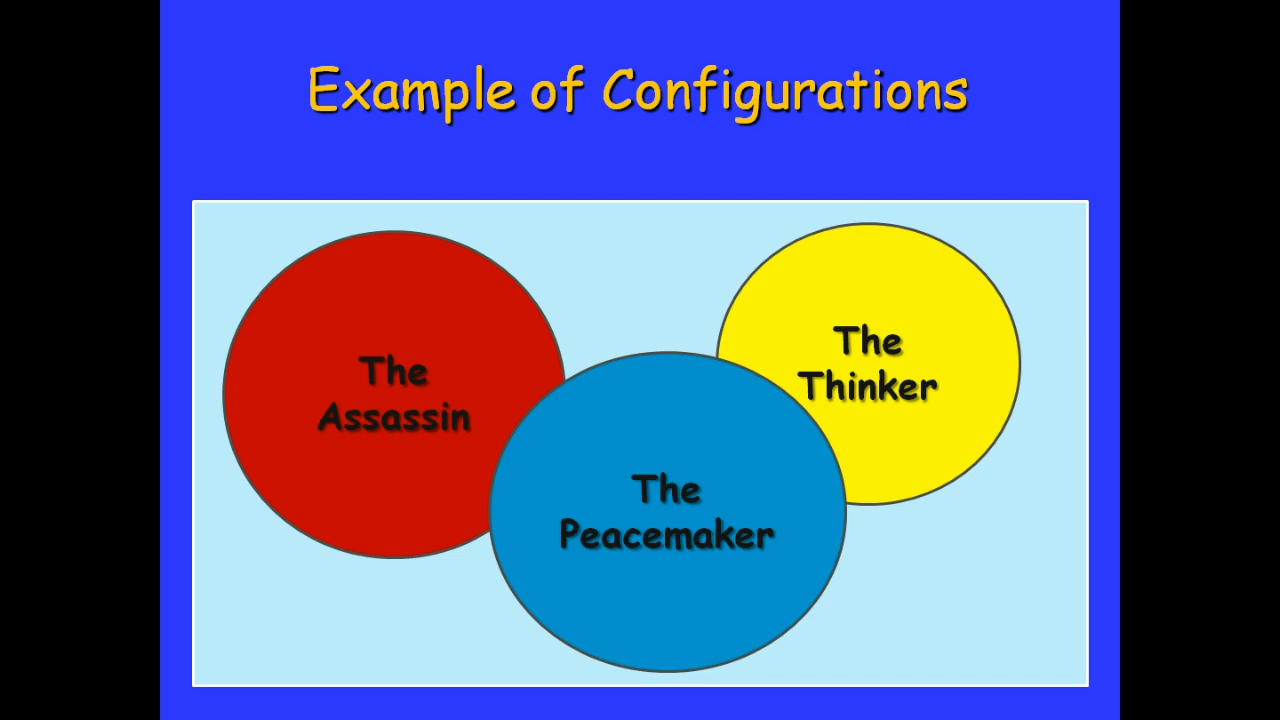 Example of Configurations
The
Assassin
The
Thinker
The
Peacemaker